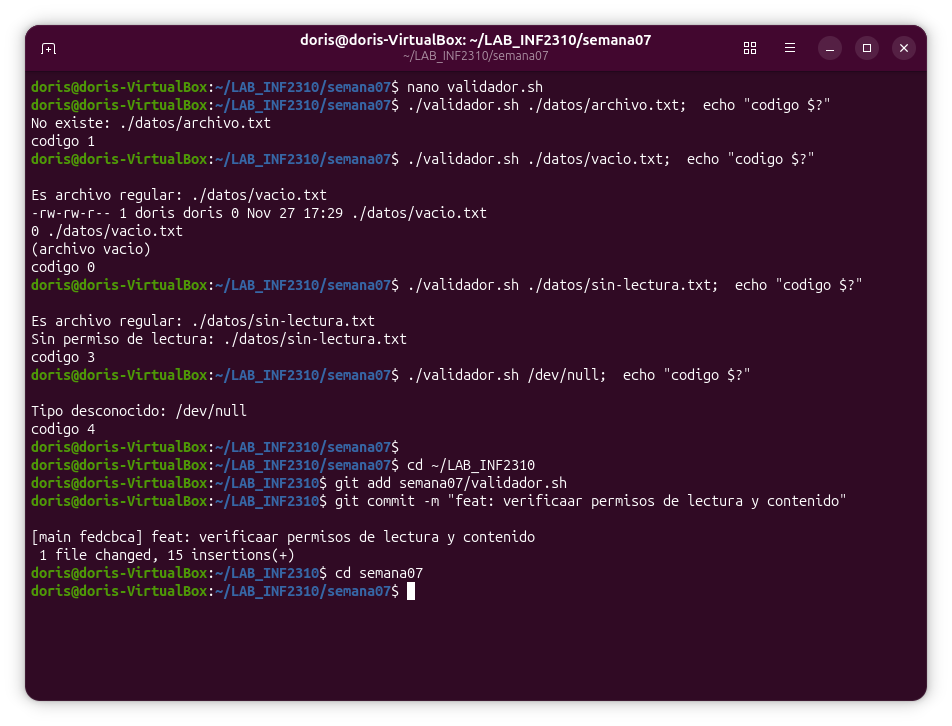 doris@doris-VirtualBox: ~/LAB_INF2310/semana07
~/LAB_INF2310/semana07
doris@doris-VirtualBox:~/LAB_INF2310/semana07$ nano validador.sh
doris@doris-VirtualBox:~/LAB_INF2310/semana07$ ./validador.sh ./datos/archivo.txt;  echo "codigo $?"
No existe: ./datos/archivo.txt
codigo 1
doris@doris-VirtualBox:~/LAB_INF2310/semana07$ ./validador.sh ./datos/vacio.txt;  echo "codigo $?"
Es archivo regular: ./datos/vacio.txt
-rw-rw-r-- 1 doris doris 0 Nov 27 17:29 ./datos/vacio.txt
0 ./datos/vacio.txt
(archivo vacio)
codigo 0
doris@doris-VirtualBox:~/LAB_INF2310/semana07$ ./validador.sh ./datos/sin-lectura.txt;  echo "codigo $?"
Es archivo regular: ./datos/sin-lectura.txt
Sin permiso de lectura: ./datos/sin-lectura.txt
codigo 3
doris@doris-VirtualBox:~/LAB_INF2310/semana07$ ./validador.sh /dev/null;  echo "codigo $?"
Tipo desconocido: /dev/null
codigo 4
doris@doris-VirtualBox:~/LAB_INF2310/semana07$
doris@doris-VirtualBox:~/LAB_INF2310/semana07$ cd ~/LAB_INF2310
doris@doris-VirtualBox:~/LAB_INF2310$ git add semana07/validador.sh
doris@doris-VirtualBox:~/LAB_INF2310$ git commit -m "feat: verificaar permisos de lectura y contenido"
[main fedcbca] feat: verificaar permisos de lectura y contenido
 1 file changed, 15 insertions(+)
doris@doris-VirtualBox:~/LAB_INF2310$ cd semana07
doris@doris-VirtualBox:~/LAB_INF2310/semana07$